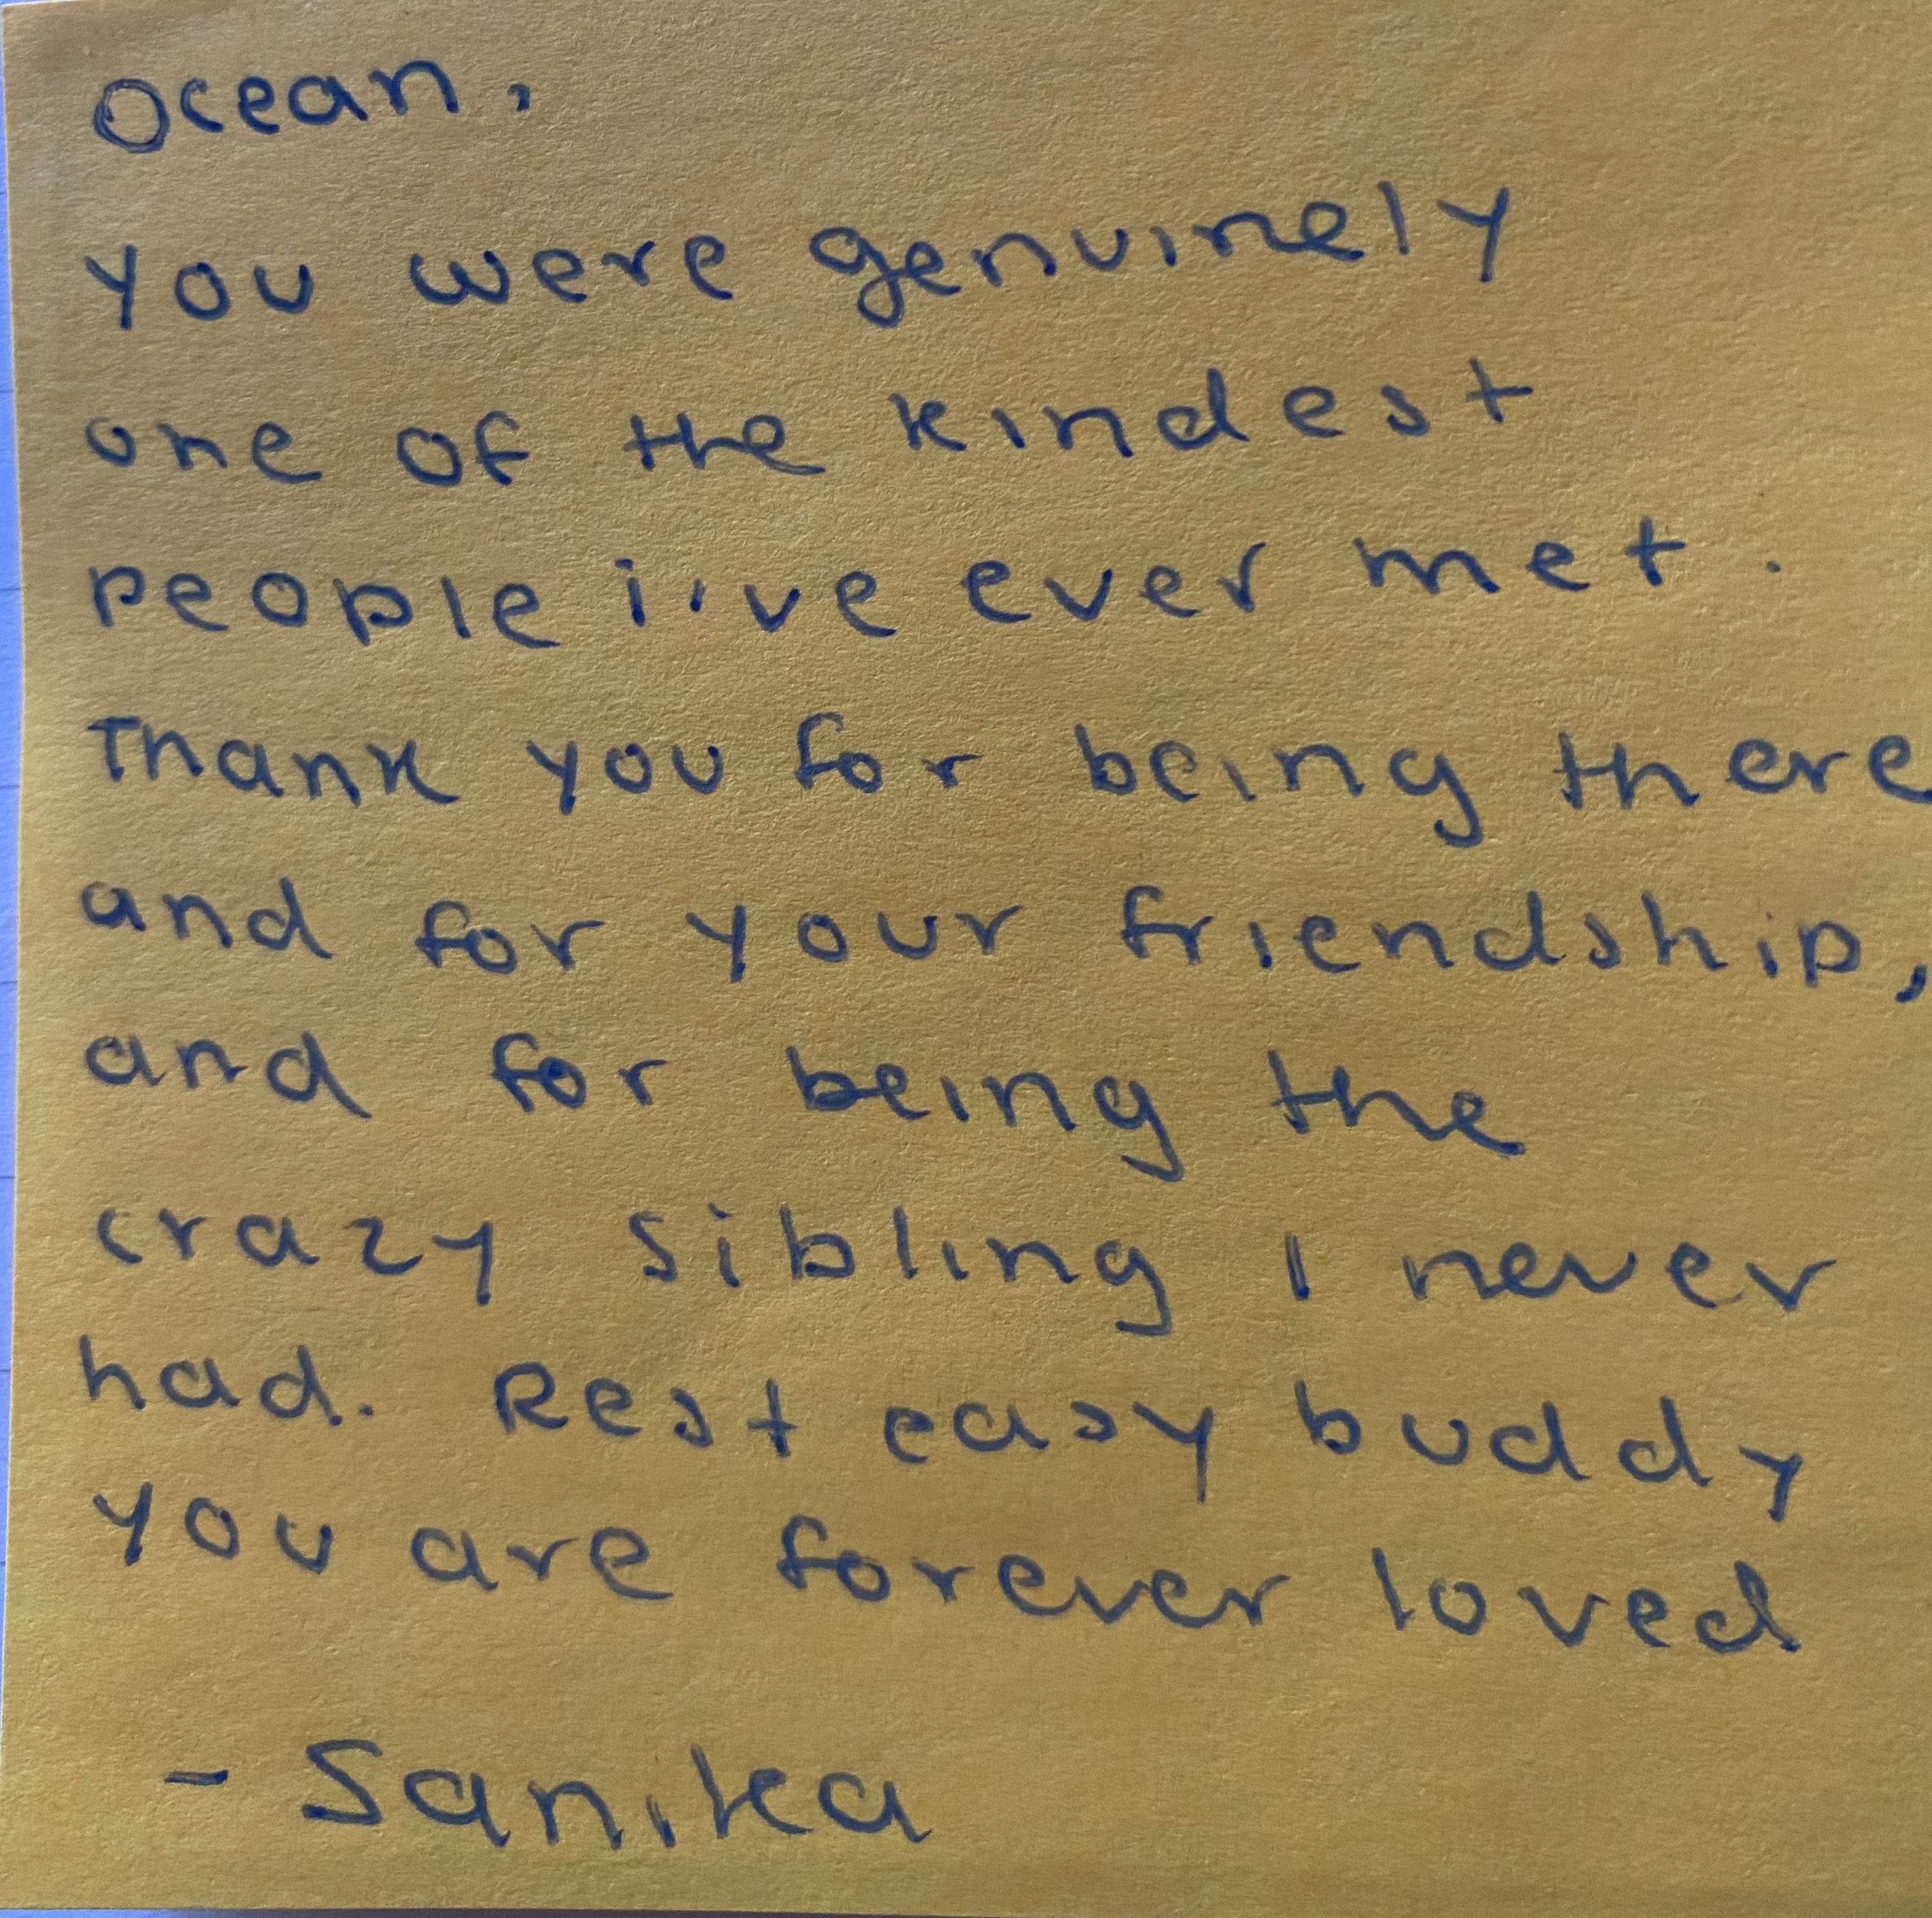 Ocean,
you were genuinely
one of the kindest
people i've ever met.
Thank you for being there
and for your friendship,
and for being the
crazy sibling I never
had. Rest easy buddy
you are forever loved
- Sanika